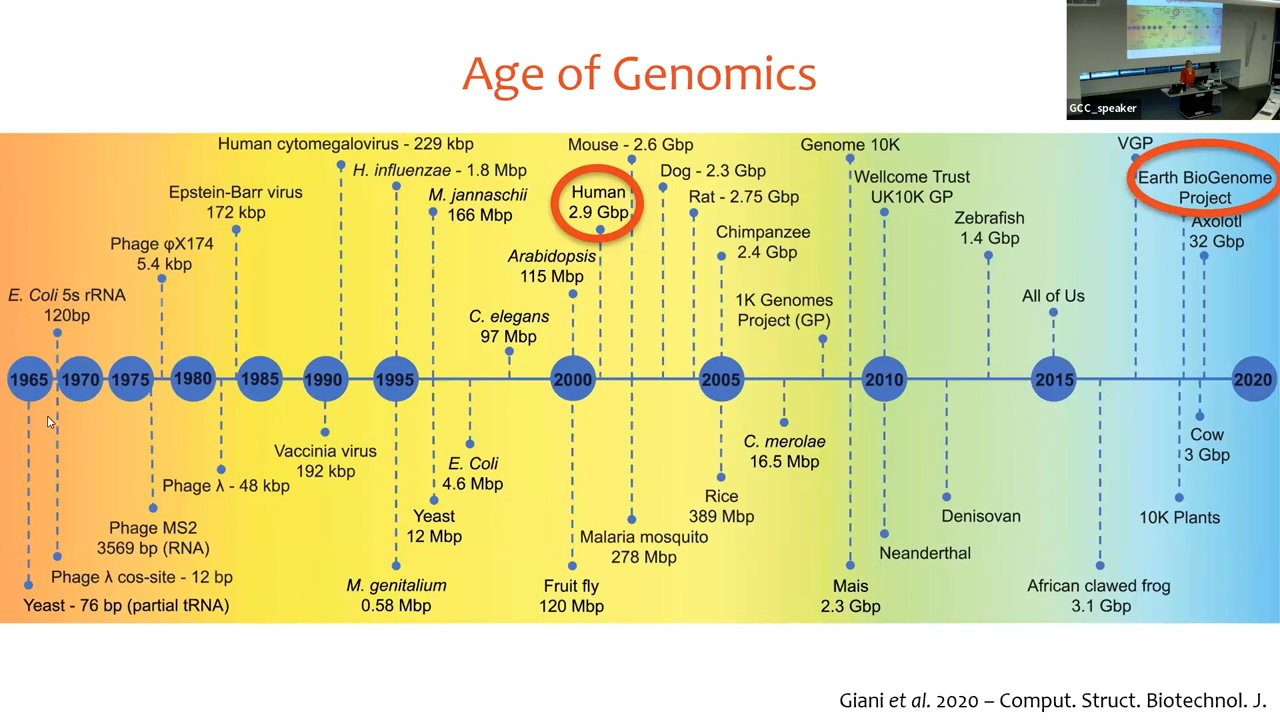 Age of Genomics
GCC_speaker
Human cytomegalovirus - 229 kbp
H. influenzae - 1.8 Mbp
Epstein-Barr virus
172 kbp
M. jannaschii
166 Mbp
Phage φX174
5.4 kbp
E. Coli 5s rRNA
120bp
C. elegans
97 Mbp
Arabidopsis
115 Mbp
Human
2.9 Gbp
Mouse - 2.6 Gbp
Dog - 2.3 Gbp
Rat - 2.75 Gbp
Chimpanzee
2.4 Gbp
1K Genomes
Project (GP)
Genome 10K
Wellcome Trust
UK10K GP
Zebrafish
1.4 Gbp
All of Us
VGP
Earth BioGenome
Project
Axolotl
32 Gbp
1965 1970 1975 1980 1985 1990 1995 2000 2005 2010 2015 2020
Vaccinia virus
192 kbp
Phage λ - 48 kbp
Phage MS2
3569 bp (RNA)
Phage λ cos-site - 12 bp
Yeast - 76 bp (partial tRNA)
E. Coli
4.6 Mbp
Yeast
12 Mbp
M. genitalium
0.58 Mbp
Fruit fly
120 Mbp
Malaria mosquito
278 Mbp
Rice
389 Mbp
C. merolae
16.5 Mbp
Mais
2.3 Gbp
Neanderthal
Denisovan
African clawed frog
3.1 Gbp
10K Plants
Cow
3 Gbp
Giani et al. 2020 – Comput. Struct. Biotechnol. J.